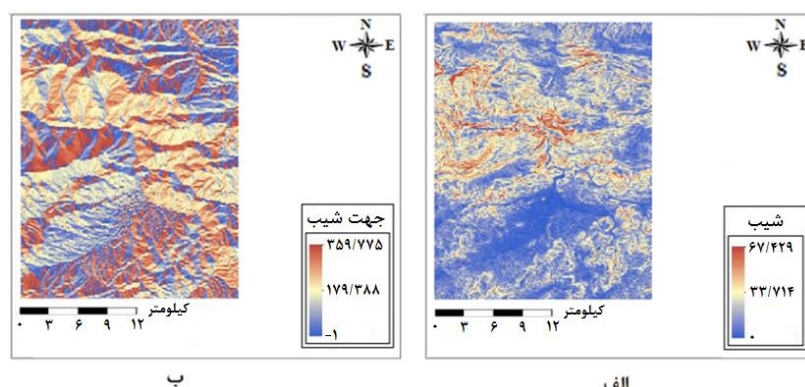 N
W E
S
شیب
۶۷/۴۲۹
۳۳/۷۱۴
۰
کیلومتر
۰ ۳ ۶ ۹ ۱۲
الف
N
W E
S
جهت شیب
۳۵۹/۷۷۵
۱۷۹/۳۸۸
-۱
کیلومتر
۰ ۳ ۶ ۹ ۱۲
ب